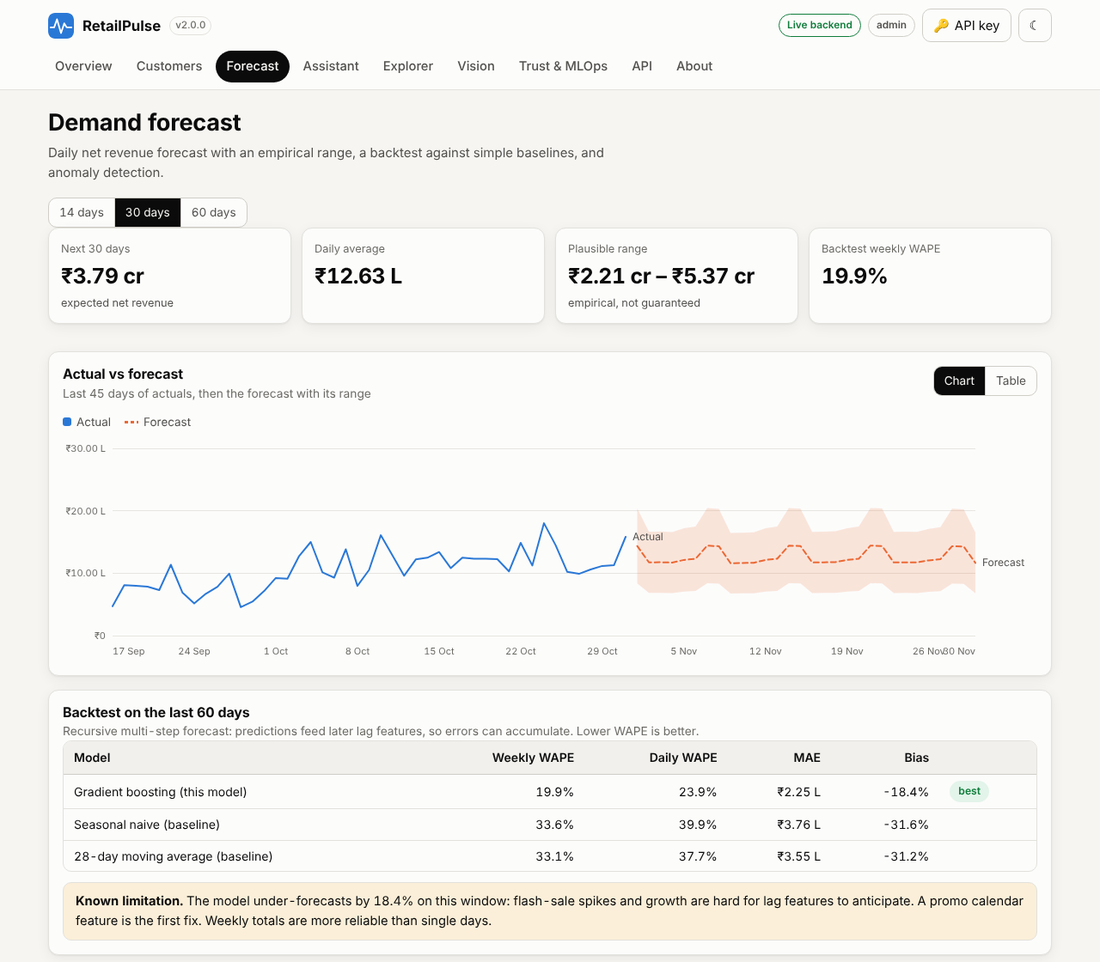 RetailPulse v2.0.0 Live backend admin 🔑 API key ☾
Overview Customers Forecast Assistant Explorer Vision Trust & MLOps API About
Demand forecast
Daily net revenue forecast with an empirical range, a backtest against simple baselines, and
anomaly detection.
14 days 30 days 60 days
Next 30 days Daily average Plausible range Backtest weekly WAPE
₹3.79 cr ₹12.63 L ₹2.21 cr – ₹5.37 cr 19.9%
expected net revenue empirical, not guaranteed
Actual vs forecast
Last 45 days of actuals, then the forecast with its range
Chart Table
Actual Forecast
₹30.00 L
₹20.00 L
Actual
Forecast
₹10.00 L
₹0
17 Sep 24 Sep 1 Oct 8 Oct 15 Oct 22 Oct 29 Oct 5 Nov 12 Nov 19 Nov 26 Nov 30 Nov
Backtest on the last 60 days
Recursive multi-step forecast: predictions feed later lag features, so errors can accumulate. Lower WAPE is better.
Model Weekly WAPE Daily WAPE MAE Bias
Gradient boosting (this model) 19.9% 23.9% ₹2.25 L -18.4% best
Seasonal naive (baseline) 33.6% 39.9% ₹3.76 L -31.6%
28-day moving average (baseline) 33.1% 37.7% ₹3.55 L -31.2%
Known limitation. The model under-forecasts by 18.4% on this window: flash-sale spikes and growth are hard for lag features to anticipate. A promo calendar
feature is the first fix. Weekly totals are more reliable than single days.